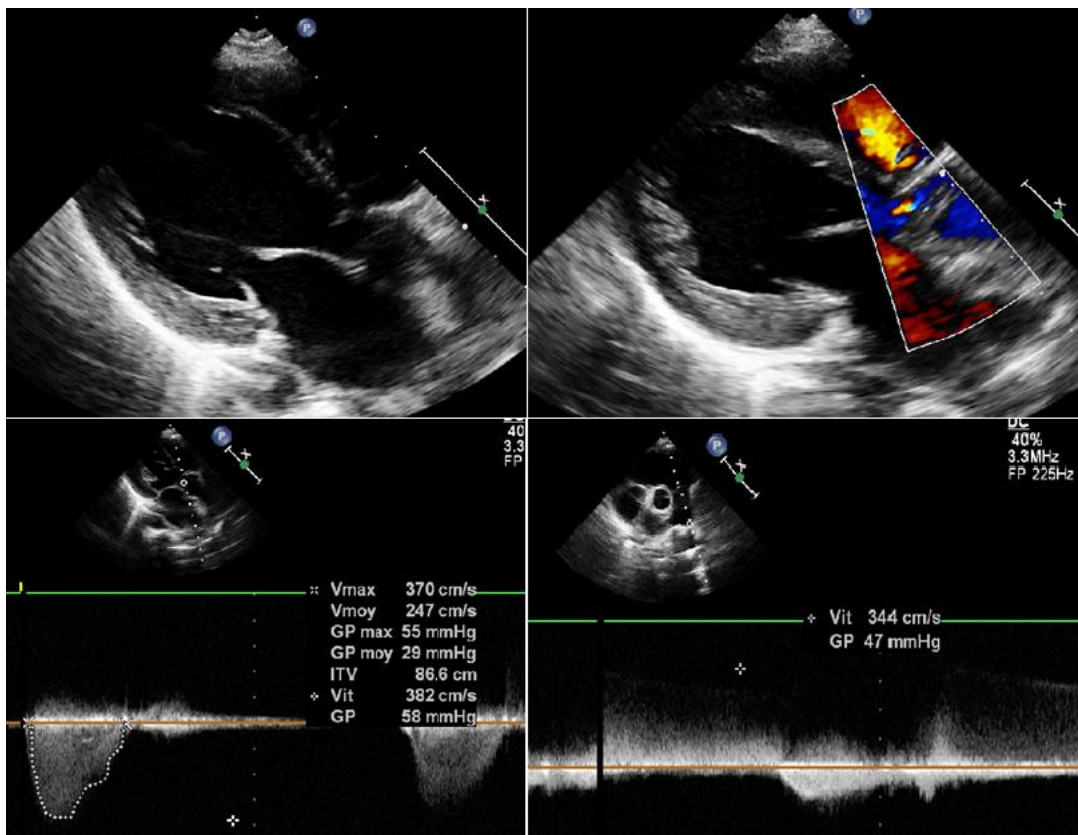 P
P
X
X
DC
40
3.3
FP
P
X
Vmax 370 cm/s
Vmoy 247 cm/s
GP max 55 mmHg
GP moy 29 mmHg
ITV 86.6 cm
Vit 382 cm/s
GP 58 mmHg
P
X
DC
40%
3.3MHz
FP 225Hz
Vit 344 cm/s
GP 47 mmHg